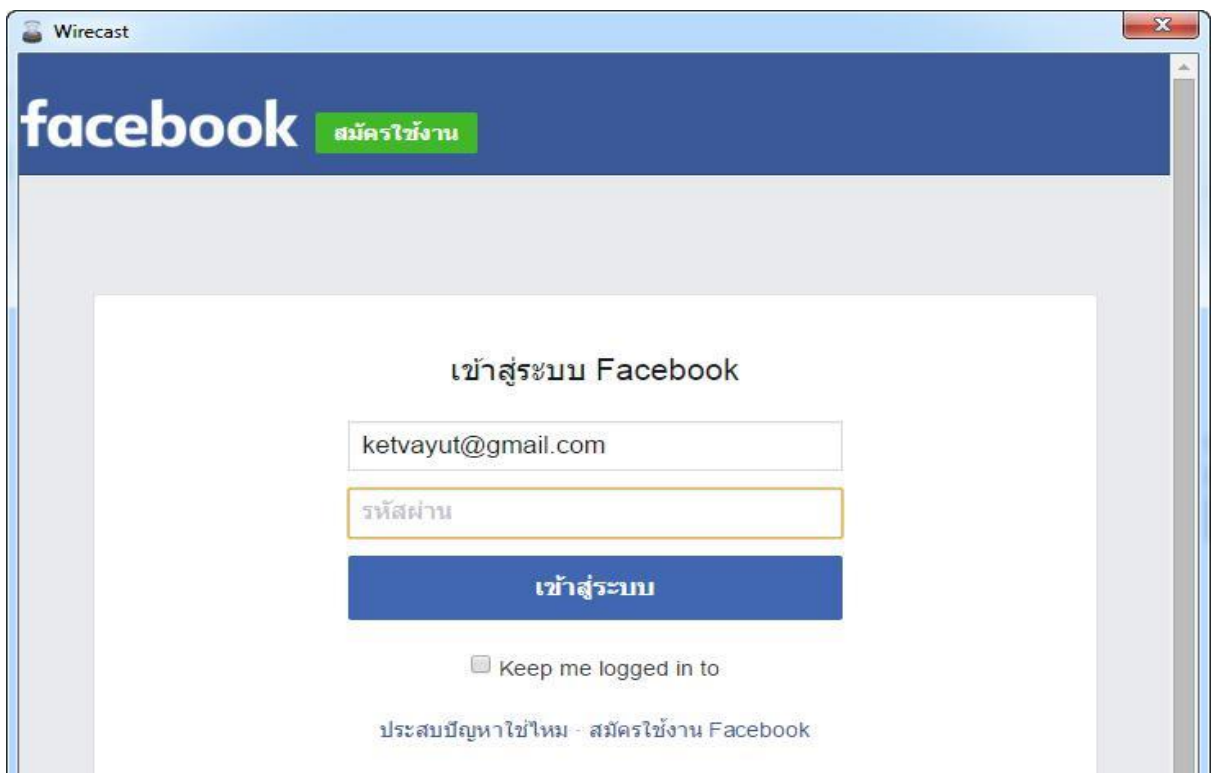 Wirecast
facebook สมัครใช้งาน
เข้าสู่ระบบ Facebook
ketvayut@gmail.com
รหัสผ่าน
เข้าสู่ระบบ
Keep me logged in to
ประสบปัญหาใช่ไหม · สมัครใช้งาน Facebook